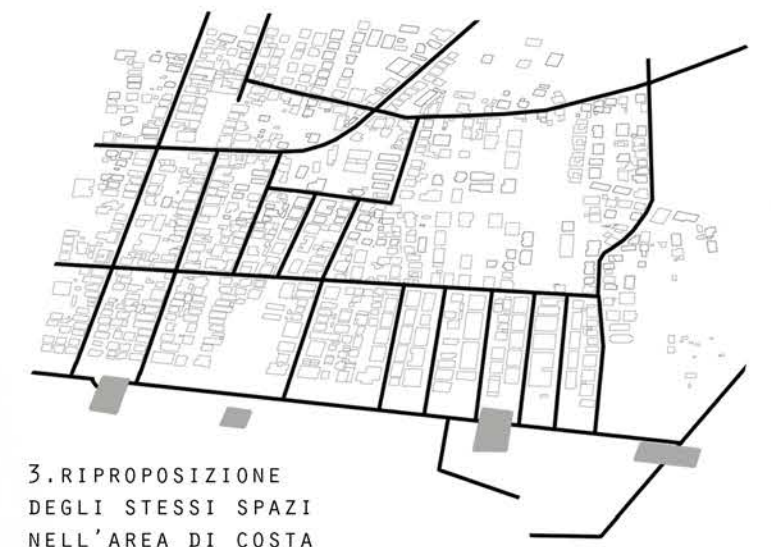 3.RIPROPOSIZIONE
DEGLI STESSI SPAZI
NELL'AREA DI COSTA